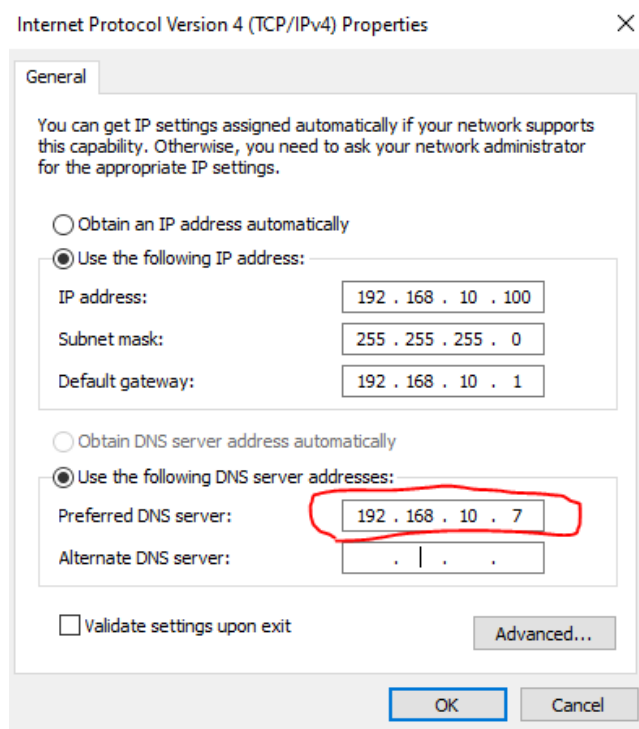 Internet Protocol Version 4 (TCP/IPv4) Properties
General
You can get IP settings assigned automatically if your network supports
this capability. Otherwise, you need to ask your network administrator
for the appropriate IP settings.
Obtain an IP address automatically
Use the following IP address:
IP address: 192 . 168 . 10 . 100
Subnet mask: 255 . 255 . 255 . 0
Default gateway: 192 . 168 . 10 . 1
Obtain DNS server address automatically
Use the following DNS server addresses:
Preferred DNS server: 192 . 168 . 10 . 7
Alternate DNS server: . . .
Validate settings upon exit
Advanced...
OK Cancel